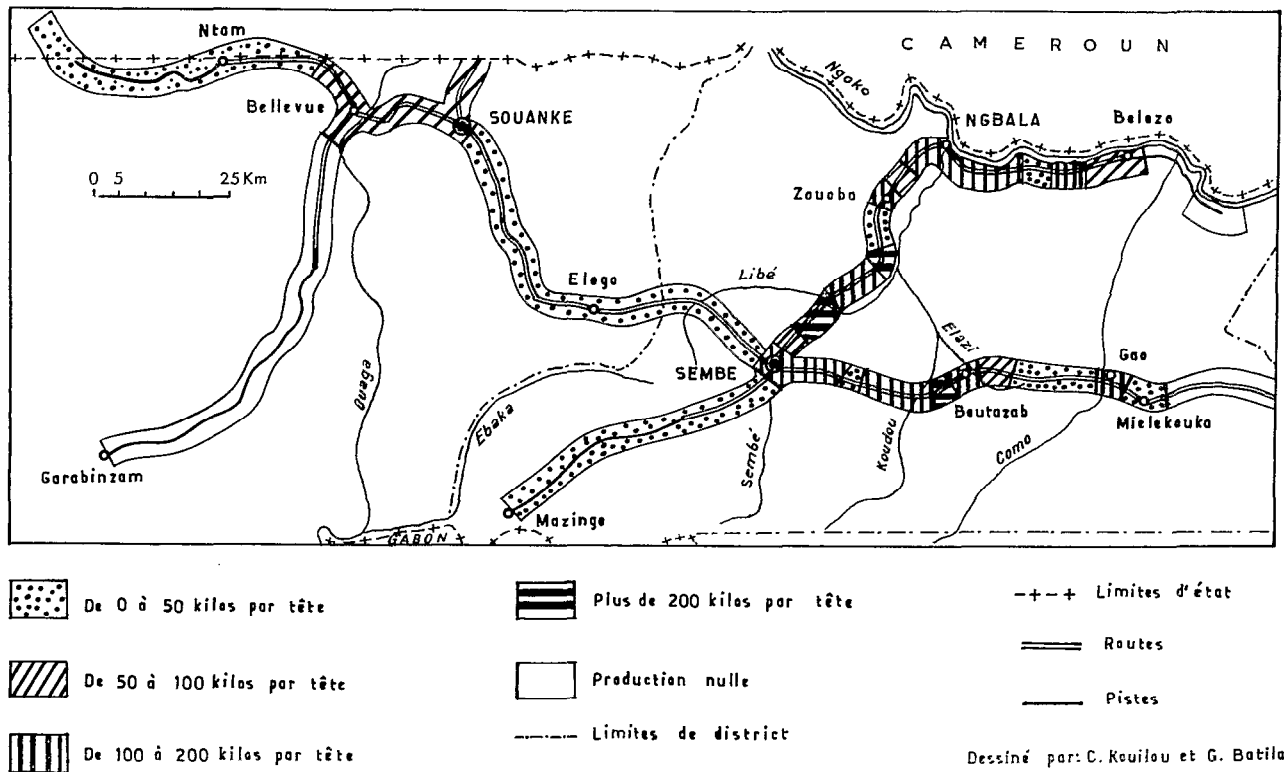 CAMEROUN
Ntam
Ngoko
Bellevue
SOUANKE
NGBALA
Beleza
0 5 25 Km
Zouaba
Elogo
Libé
Elazi
SEMBE
Gao
Ouaga
Ebaka
Sembé
Koudou
Beutazab
Como
Mielekouka
Garabinzam
Mazinge
GABON
De 0 à 50 kilos par tête
Plus de 200 kilos par tête
-+-+ Limites d'état
Routes
De 50 à 100 kilos par tête
Production nulle
Pistes
De 100 à 200 kilos par tête
Limites de district
Dessiné par: C. Kouilou et G. Batila